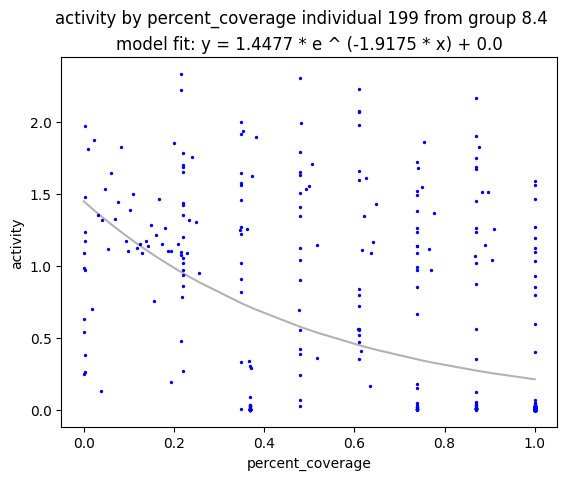 activity by percent_coverage individual 199 from group 8.4
model fit: y = 1.4477 * e ^ (-1.9175 * x) + 0.0
2.0
1.5
1.0
0.5
0.0
activity
0.0 0.2 0.4 0.6 0.8 1.0
percent_coverage